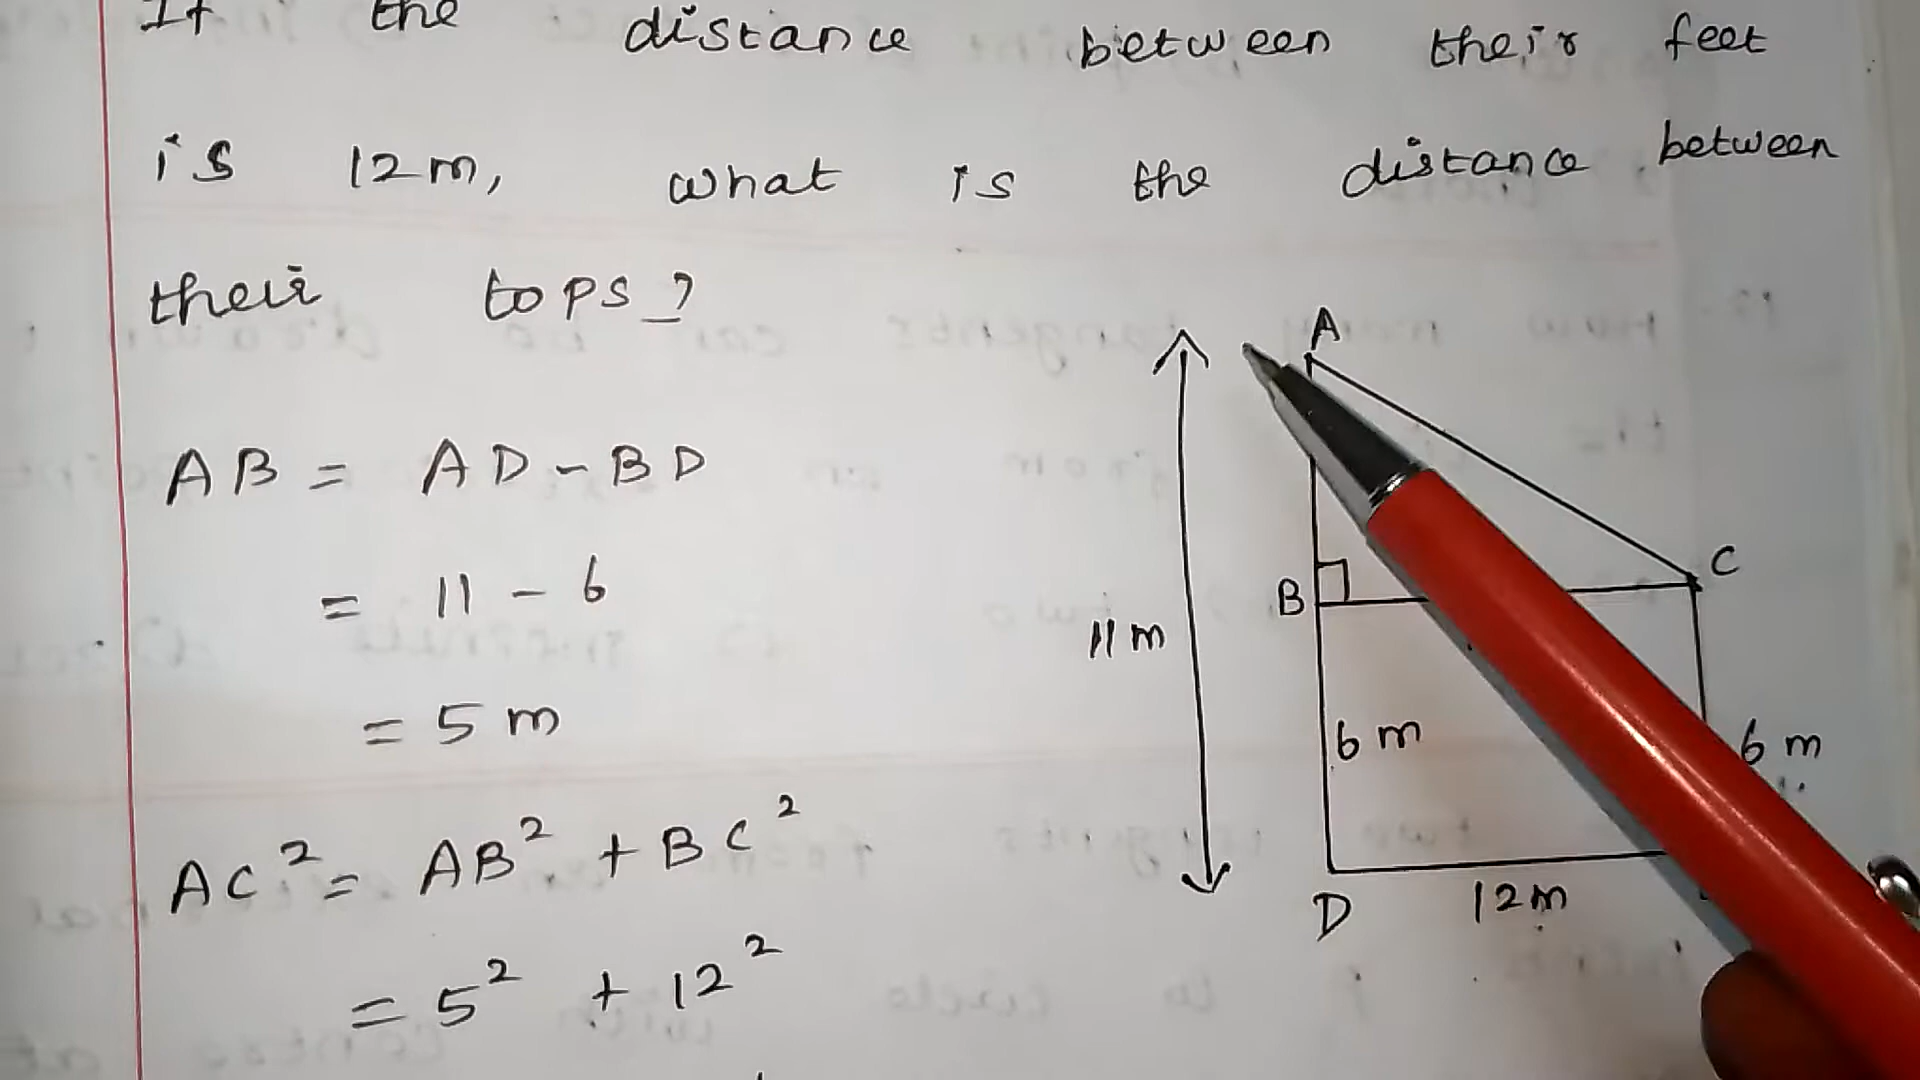 If the distance between their feet
is 12m, what is the distance between
their tops?
AB = AD - BD
= 11 - 6
= 5 m
AC² = AB² + BC²
= 5² + 12²
A
B
C
11 m
6 m
6 m
D
12m